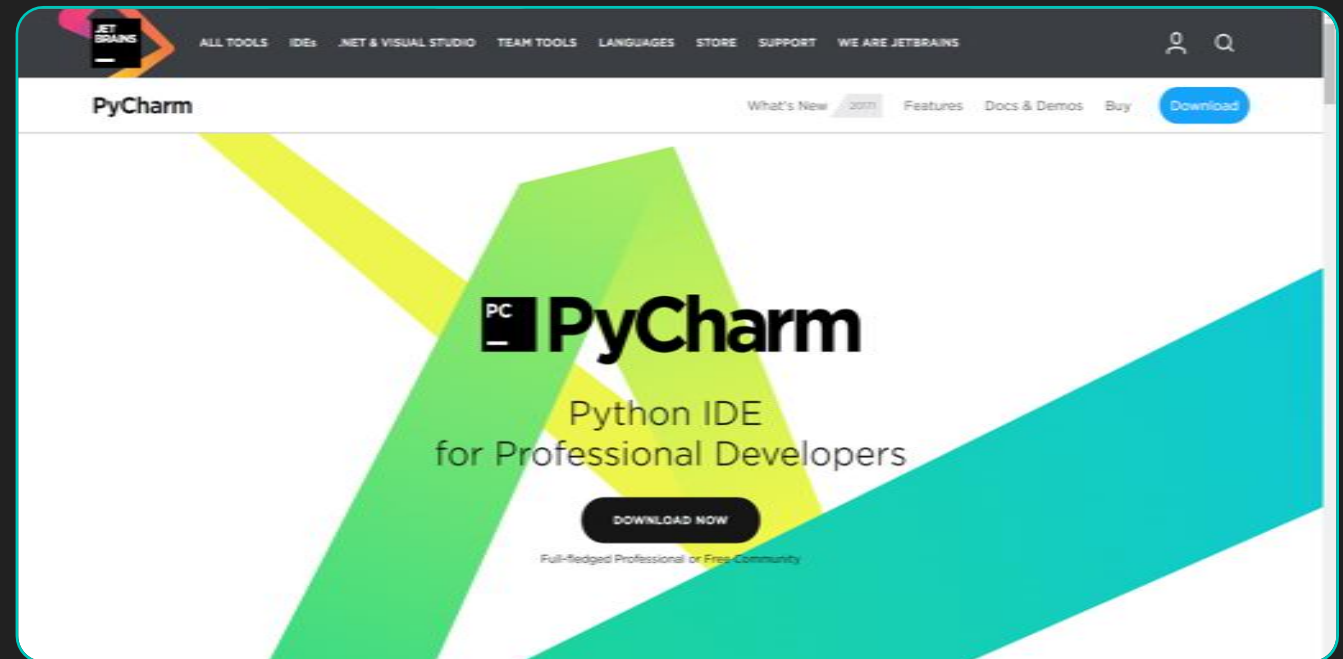 JET
BRAINS
ALL TOOLS IDEs .NET & VISUAL STUDIO TEAM TOOLS LANGUAGES STORE SUPPORT WE ARE JETBRAINS
PyCharm
What's New 2017.1 Features Docs & Demos Buy Download
PC
PyCharm
Python IDE
for Professional Developers
DOWNLOAD NOW
Full-fledged Professional or Free Community